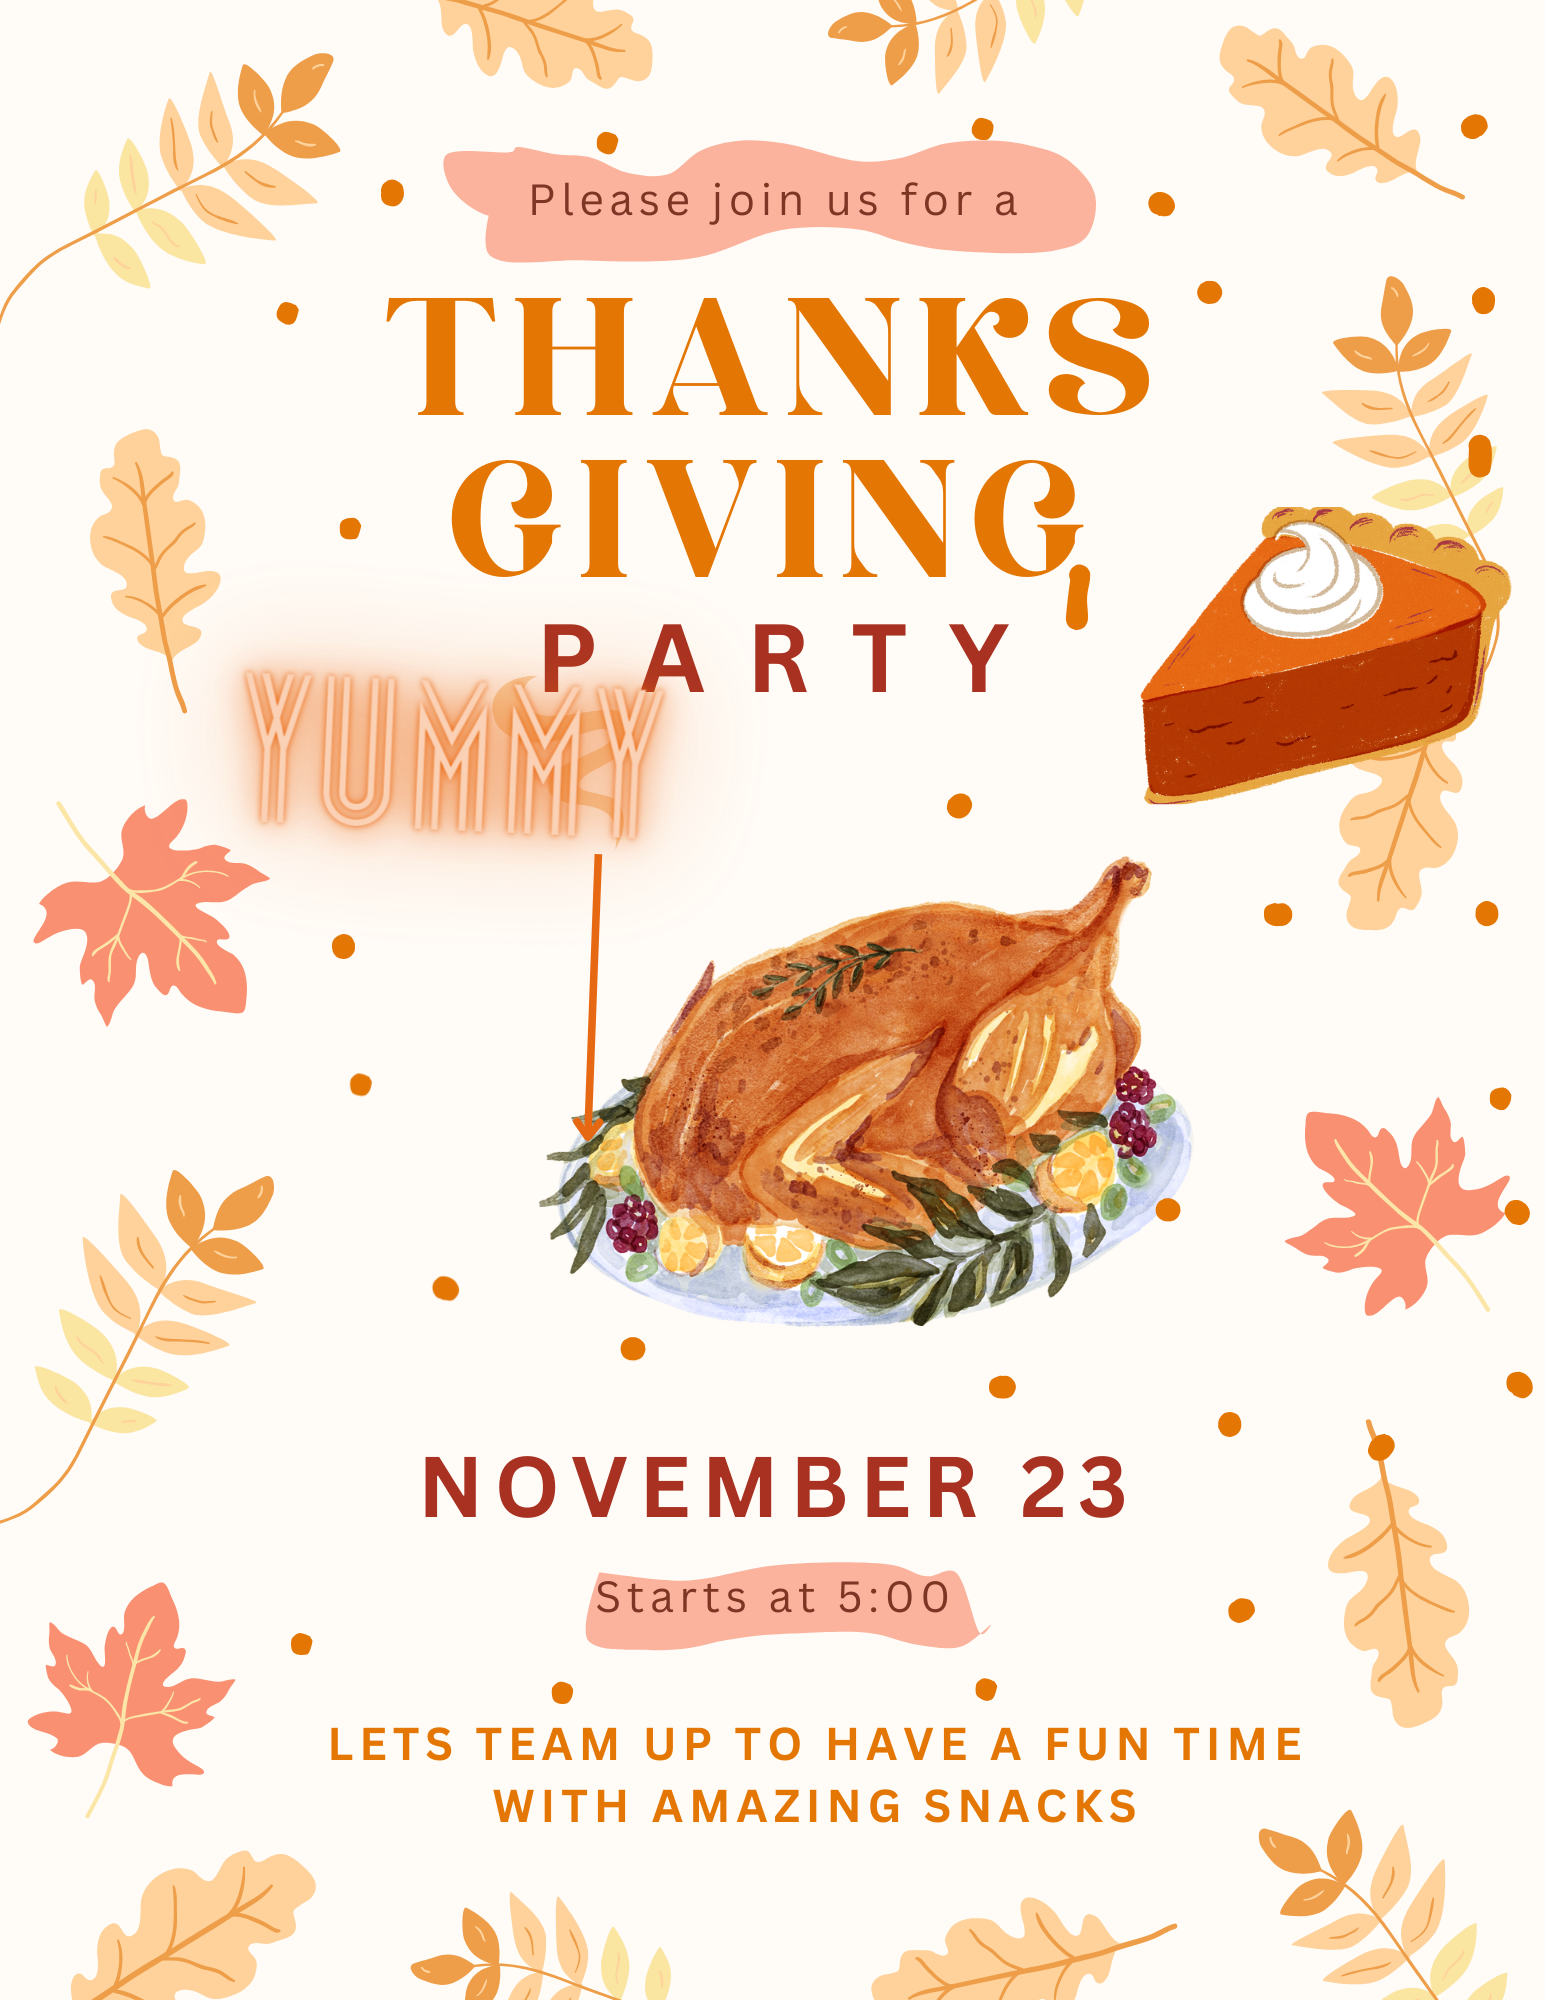 Please join us for a
THANKS
GIVING
PARTY
YUMMY
NOVEMBER 23
Starts at 5:00
LETS TEAM UP TO HAVE A FUN TIME
WITH AMAZING SNACKS